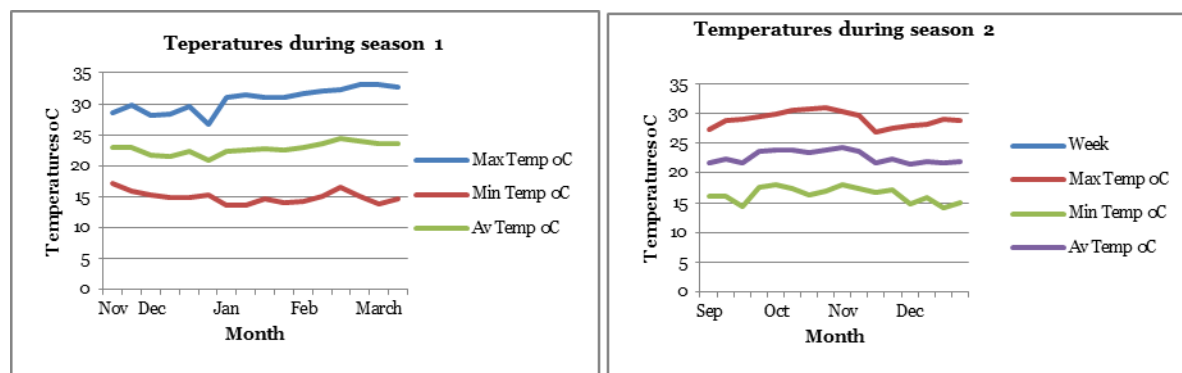 Teperatures during season 1
Temperatures oC
35
30
25
20
15
10
5
0
Nov Dec Jan Feb March
Month
Max Temp oC
Min Temp oC
Av Temp oC
Temperatures during season 2
Temperatures oC
35
30
25
20
15
10
5
0
Sep Oct Nov Dec
Month
Week
Max Temp oC
Min Temp oC
Av Temp oC